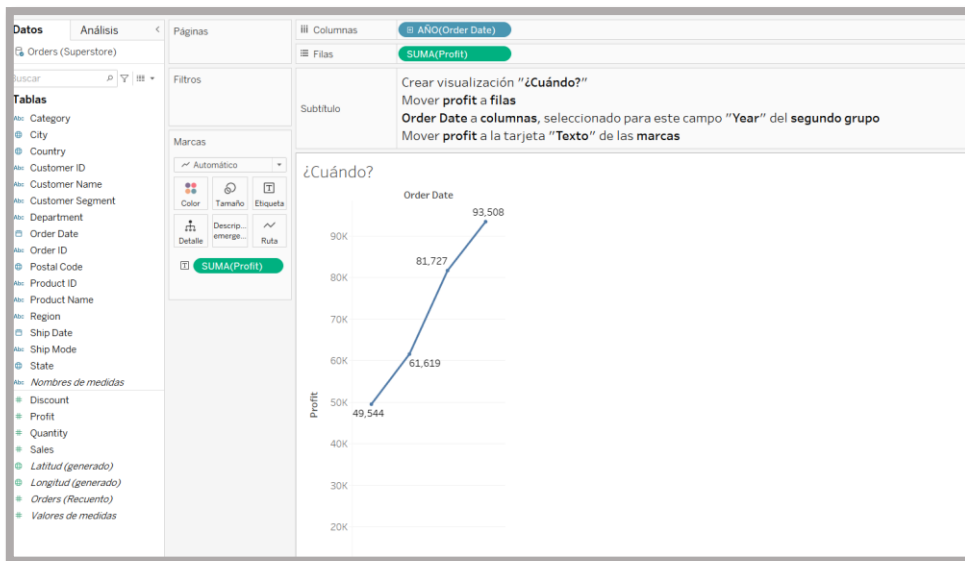 Datos
Análisis
Orders (Superstore)
Tablas
Category
City
Country
Customer ID
Customer Name
Customer Segment
Department
Order Date
Order ID
Postal Code
Product ID
Product Name
Region
Ship Date
Ship Mode
State
Nombres de medidas
Discount
Profit
Quantity
Sales
Latitud (generado)
Longitud (generado)
Orders (Recuento)
Valores de medidas
Páginas
Filtros
Marcas
Automático
Color
Tamaño
Etiqueta
Detalle
Descrip...
emerge...
Ruta
SUMA(Profit)
Columnas
AÑO(Order Date)
Filas
SUMA(Profit)
Subtítulo
Crear visualización "¿Cuándo?"
Mover profit a filas
Order Date a columnas, seleccionado para este campo "Year" del segundo grupo
Mover profit a la tarjeta "Texto" de las marcas
¿Cuándo?
Order Date
93,508
90K
81,727
80K
70K
60K
61,619
50K
49,544
Profit
40K
30K
20K